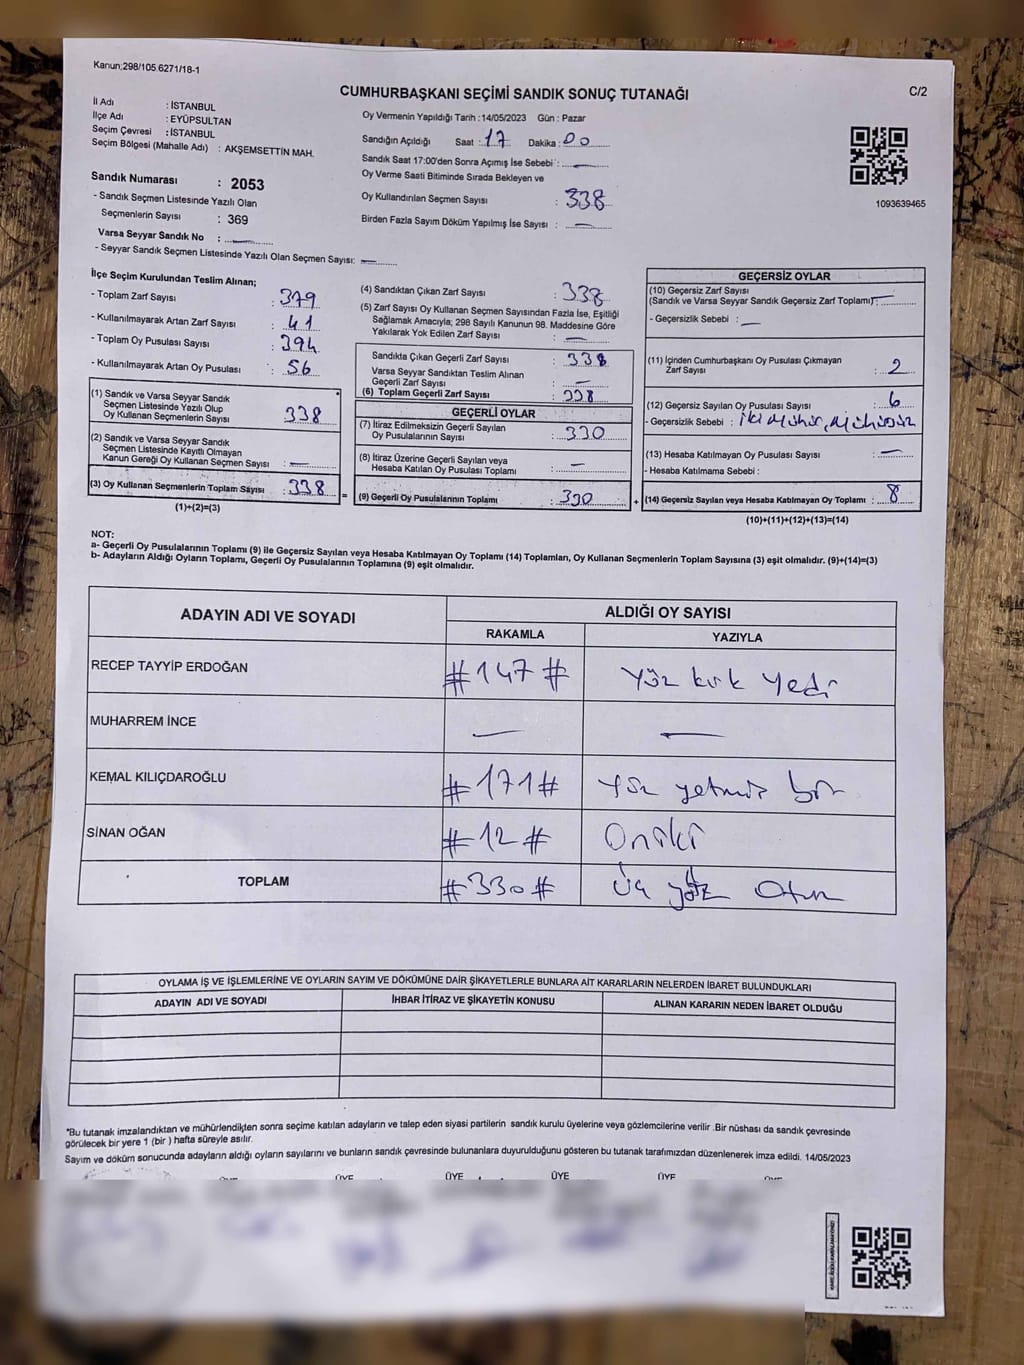 Kanun;298/105.6271/18-1
CUMHURBAŞKANI SEÇİMİ SANDIK SONUÇ TUTANAĞI
C/2
İl Adı : İSTANBUL
İlçe Adı : EYÜPSULTAN
Seçim Çevresi : İSTANBUL
Seçim Bölgesi (Mahalle Adı) : AKŞEMSETTİN MAH.
Sandık Numarası : 2053
- Sandık Seçmen Listesinde Yazılı Olan
Seçmenlerin Sayısı : 369
Varsa Seyyar Sandık No :
- Seyyar Sandık Seçmen Listesinde Yazılı Olan Seçmen Sayısı:
Oy Vermenin Yapıldığı Tarih : 14/05/2023 Gün : Pazar
Sandığın Açıldığı Saat : 17 Dakika : 00
Sandık Saat 17:00'den Sonra Açımış İse Sebebi :
Oy Verme Saati Bitiminde Sırada Bekleyen ve
Oy Kullandırılan Seçmen Sayısı : 338
Birden Fazla Sayım Döküm Yapılmış İse Sayısı :
1093639465
İlçe Seçim Kurulundan Teslim Alınan;
- Toplam Zarf Sayısı : 379
- Kullanılmayarak Artan Zarf Sayısı : 41
- Toplam Oy Pusulası Sayısı : 394
- Kullanılmayarak Artan Oy Pusulası : 56
(1) Sandık ve Varsa Seyyar Sandık
Seçmen Listesinde Yazılı Olup
Oy Kullanan Seçmenlerin Sayısı : 338
(2) Sandık ve Varsa Seyyar Sandık
Seçmen Listesinde Kayıtlı Olmayan
Kanun Gereği Oy Kullanan Seçmen Sayısı :
(3) Oy Kullanan Seçmenlerin Toplam Sayısı : 338
(1)+(2)=(3)
=
(4) Sandıktan Çıkan Zarf Sayısı : 338
(5) Zarf Sayısı Oy Kullanan Seçmen Sayısından Fazla İse, Eşitliği
Sağlamak Amacıyla; 298 Sayılı Kanunun 98. Maddesine Göre
Yakılarak Yok Edilen Zarf Sayısı :
Sandıkta Çıkan Geçerli Zarf Sayısı : 338
Varsa Seyyar Sandıktan Teslim Alınan
Geçerli Zarf Sayısı :
(6) Toplam Geçerli Zarf Sayısı : 338
GEÇERLİ OYLAR
(7) İtiraz Edilmeksizin Geçerli Sayılan
Oy Pusulalarının Sayısı : 330
(8) İtiraz Üzerine Geçerli Sayılan veya
Hesaba Katılan Oy Pusulası Toplamı :
(9) Geçerli Oy Pusulalarının Toplamı : 330
+
GEÇERSİZ OYLAR
(10) Geçersiz Zarf Sayısı
(Sandık ve Varsa Seyyar Sandık Geçersiz Zarf Toplamı):
- Geçersizlik Sebebi :
(11) İçinden Cumhurbaşkanı Oy Pusulası Çıkmayan
Zarf Sayısı : 2
(12) Geçersiz Sayılan Oy Pusulası Sayısı : 6
- Geçersizlik Sebebi : İki Mühür, Mühürsüz
(13) Hesaba Katılmayan Oy Pusulası Sayısı :
- Hesaba Katılmama Sebebi :
(14) Geçersiz Sayılan veya Hesaba Katılmayan Oy Toplamı : 8
(10)+(11)+(12)+(13)=(14)
NOT:
a- Geçerli Oy Pusulalarının Toplamı (9) ile Geçersiz Sayılan veya Hesaba Katılmayan Oy Toplamı (14) Toplamları, Oy Kullanan Seçmenlerin Toplam Sayısına (3) eşit olmalıdır. (9)+(14)=(3)
b- Adayların Aldığı Oyların Toplamı, Geçerli Oy Pusulalarının Toplamına (9) eşit olmalıdır.
ADAYIN ADI VE SOYADI ALDIĞI OY SAYISI
RAKAMLA YAZIYLA
RECEP TAYYİP ERDOĞAN #147# Yüz kırk Yedi
MUHARREM İNCE
KEMAL KILIÇDAROĞLU #171# Yüz yetmiş bir
SİNAN OĞAN #12# Oniki
TOPLAM #330# Üç yüz Otuz
OYLAMA İŞ VE İŞLEMLERİNE VE OYLARIN SAYIM VE DÖKÜMÜNE DAİR ŞİKAYETLERLE BUNLARA AİT KARARLARIN NELERDEN İBARET BULUNDUKLARI
ADAYIN ADI VE SOYADI İHBAR İTİRAZ VE ŞİKAYETİN KONUSU ALINAN KARARIN NEDEN İBARET OLDUĞU
*Bu tutanak imzalandıktan ve mühürlendikten sonra seçime katılan adayların ve talep eden siyasi partilerin sandık kurulu üyelerine veya gözlemcilerine verilir .Bir nüshası da sandık çevresinde
görülecek bir yere 1 (bir ) hafta süreyle asılır.
Sayım ve döküm sonucunda adayların aldığı oyların sayılarını ve bunların sandık çevresinde bulunanlara duyurulduğunu gösteren bu tutanak tarafımızdan düzenlenerek imza edildi. 14/05/2023
ÜYE ÜYE ÜYE ÜYE